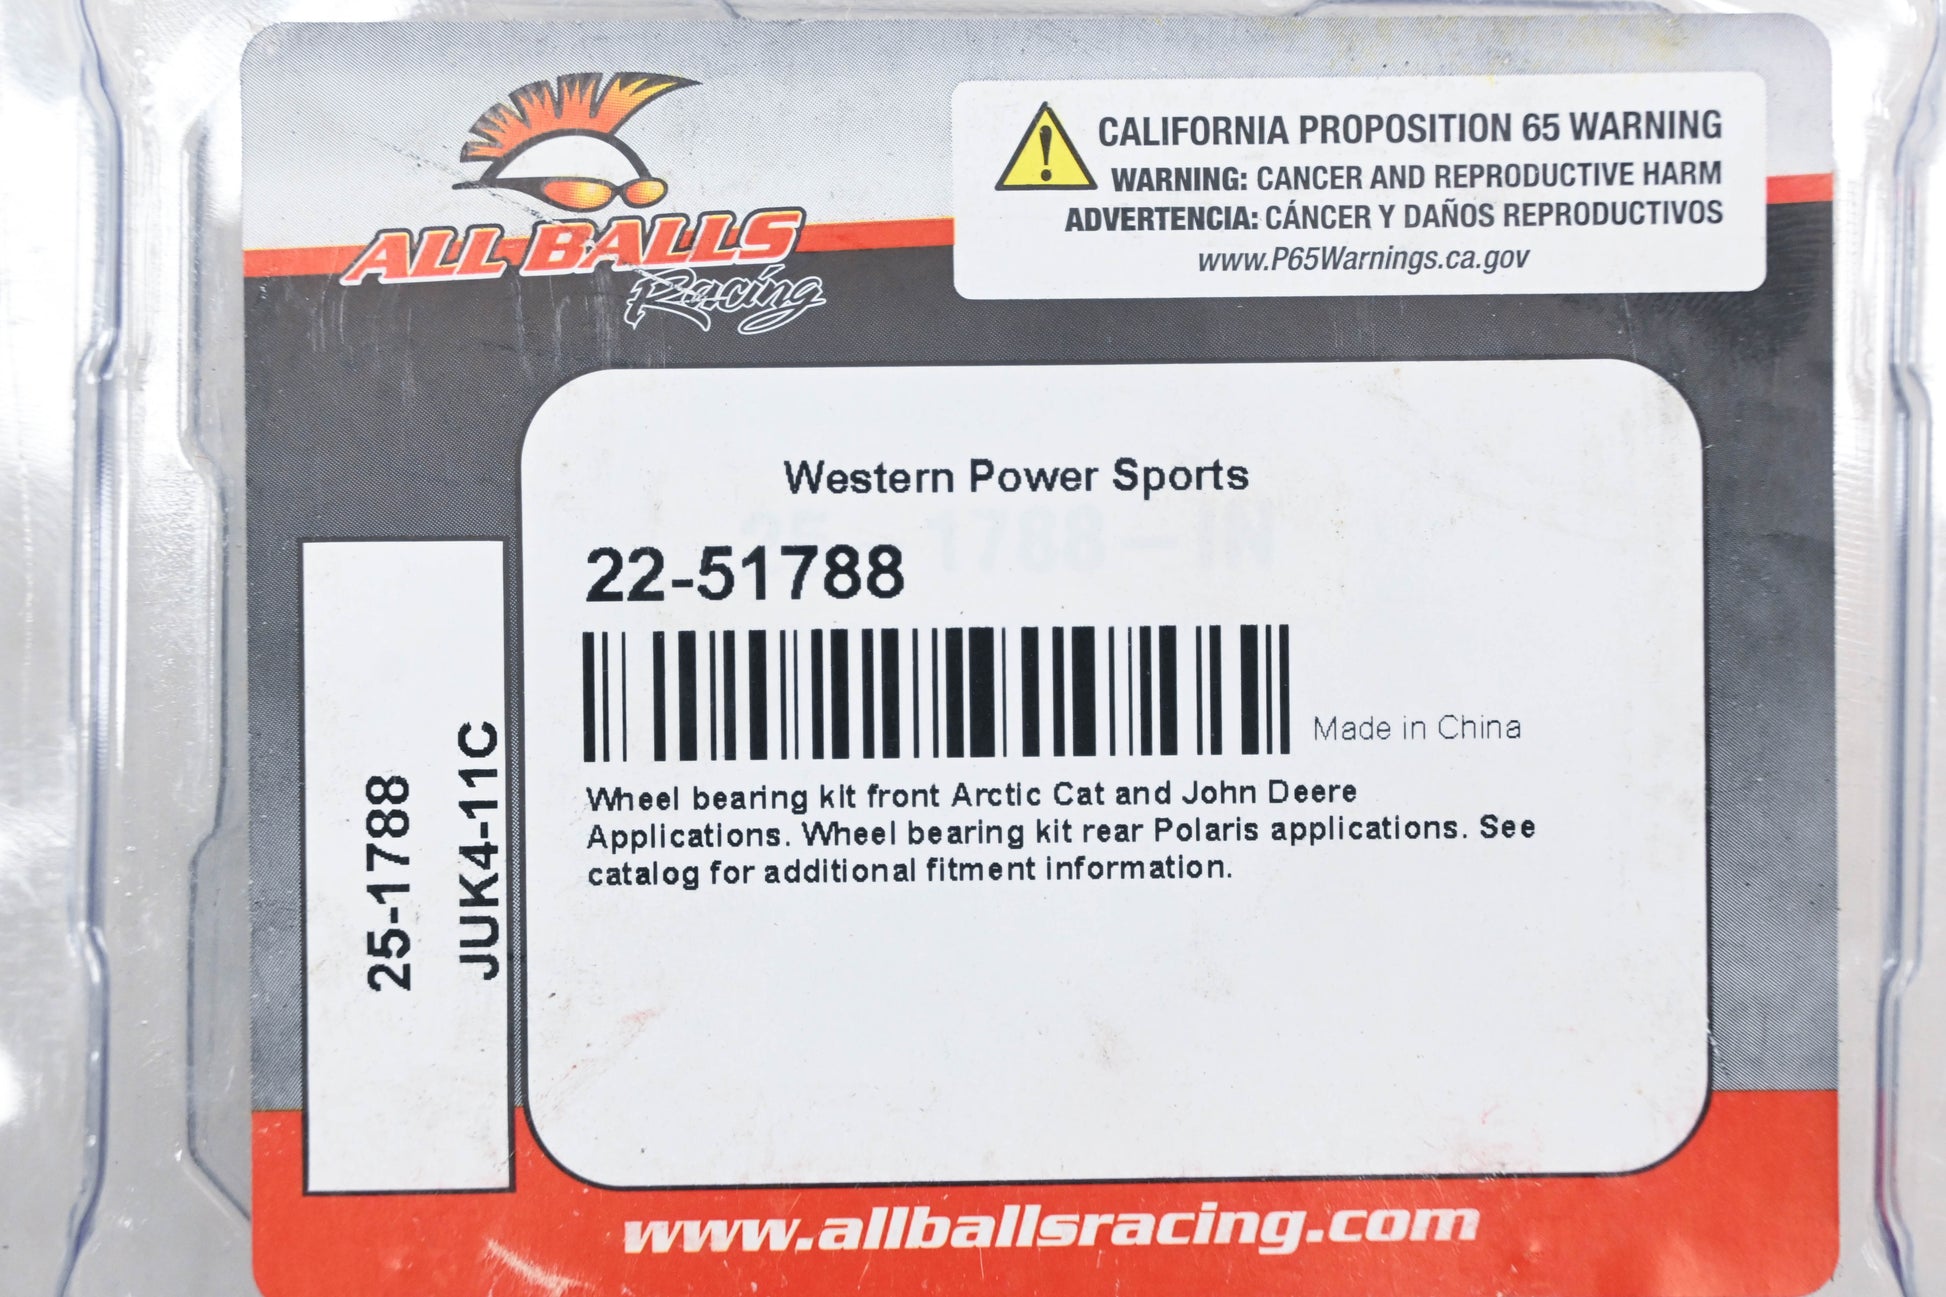 ALL BALLS
Racing
CALIFORNIA PROPOSITION 65 WARNING
WARNING: CANCER AND REPRODUCTIVE HARM
ADVERTENCIA: CÁNCER Y DAÑOS REPRODUCTIVOS
www.P65Warnings.ca.gov
Western Power Sports
25-1788-IN
22-51788
Made in China
Wheel bearing kit front Arctic Cat and John Deere
Applications. Wheel bearing kit rear Polaris applications. See
catalog for additional fitment information.
25-1788
JUK4-11C
www.allballsracing.com